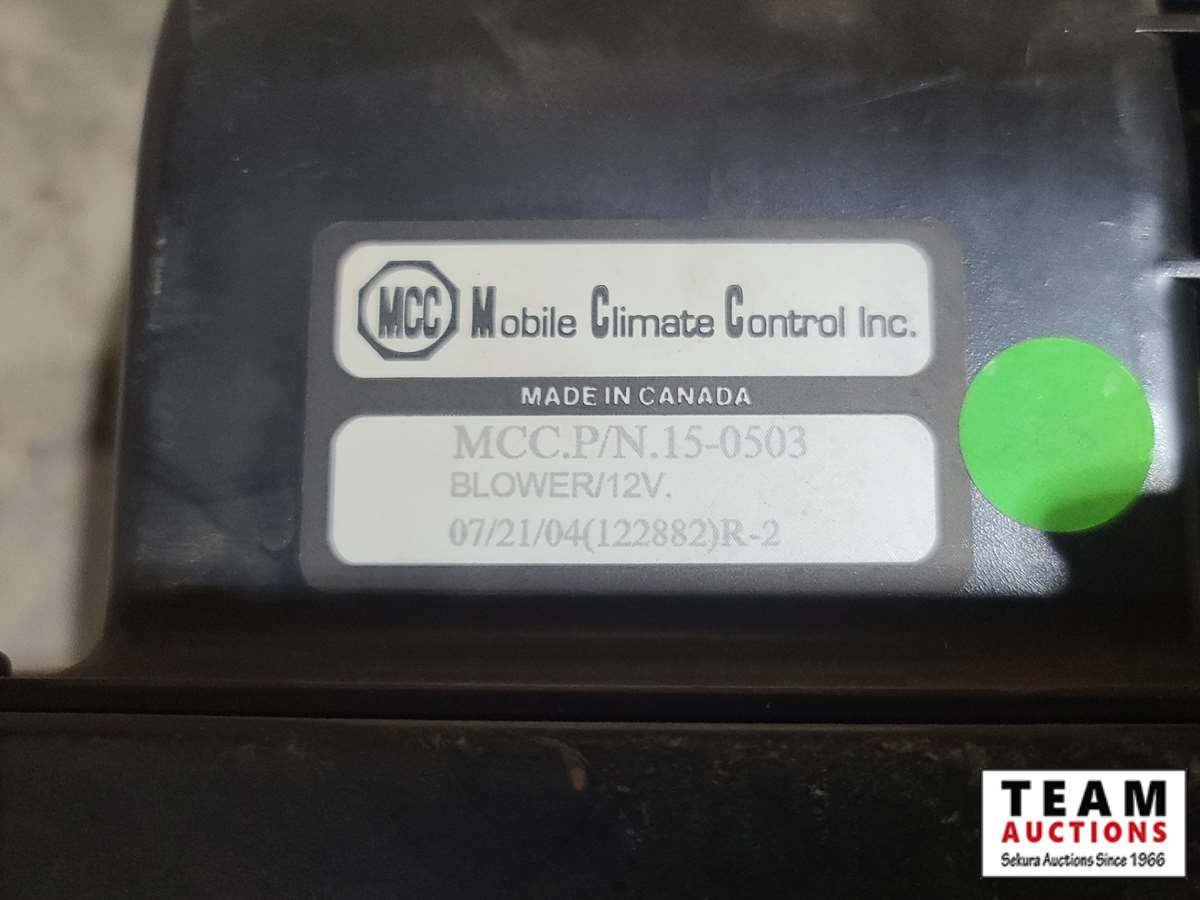 MCC Mobile Climate Control Inc.
MADE IN CANADA
MCC.P/N.15-0503
BLOWER/12V.
07/21/04(122882)R-2
TEAM
AUCTIONS
Sekura Auctions Since 1966